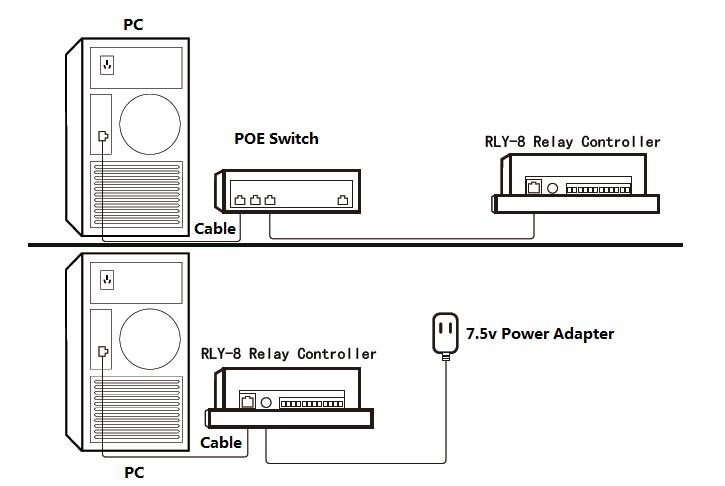 PC
POE Switch
RLY-8 Relay Controller
Cable
7.5v Power Adapter
RLY-8 Relay Controller
Cable
PC